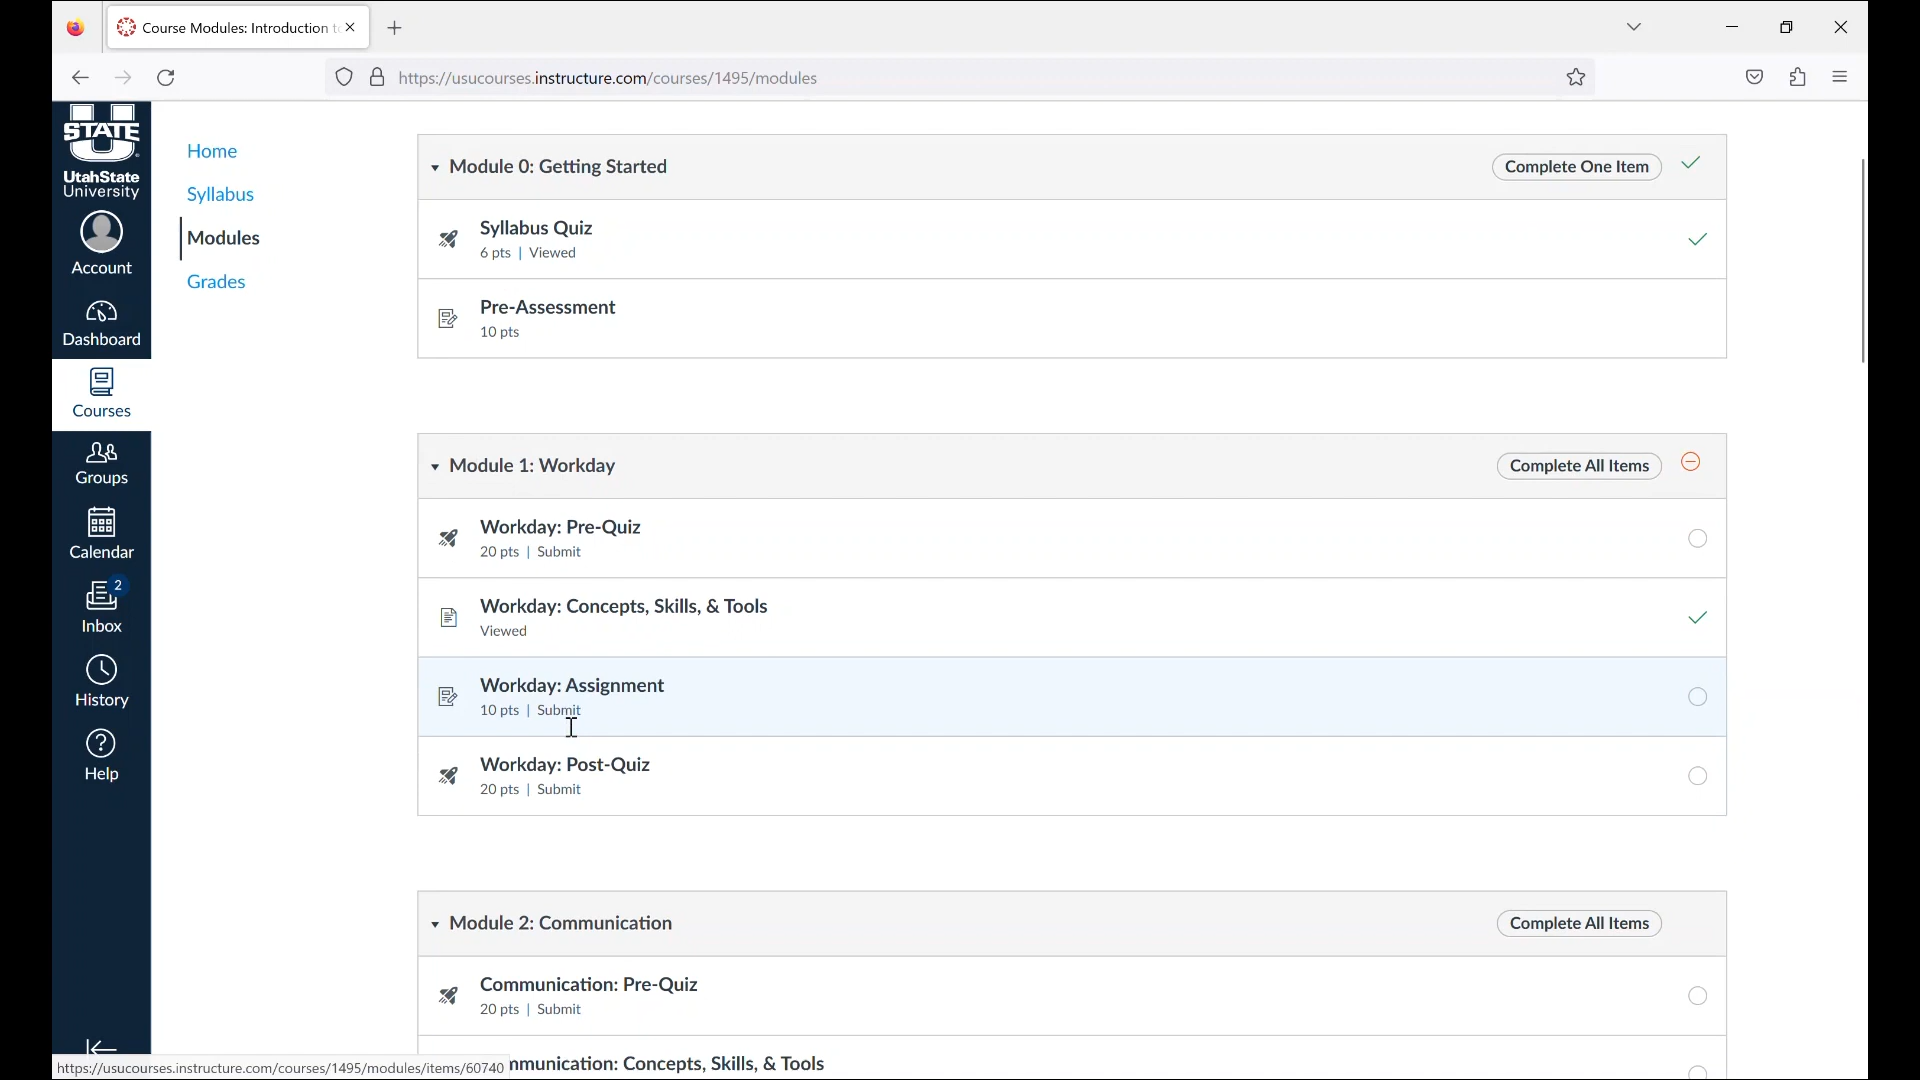 Course Modules: Introduction t
https://usucourses.instructure.com/courses/1495/modules
STATE
UtahState
University
Account
Dashboard
Courses
Groups
Calendar
2
Inbox
History
Help
Home
Syllabus
Modules
Grades
Module 0: Getting Started
Complete One Item
Syllabus Quiz
6 pts | Viewed
Pre-Assessment
10 pts
Module 1: Workday
Complete All Items
Workday: Pre-Quiz
20 pts | Submit
Workday: Concepts, Skills, & Tools
Viewed
Workday: Assignment
10 pts | Submit
Workday: Post-Quiz
20 pts | Submit
Module 2: Communication
Complete All Items
Communication: Pre-Quiz
20 pts | Submit
mmunication: Concepts, Skills, & Tools
https://usucourses.instructure.com/courses/1495/modules/items/60740